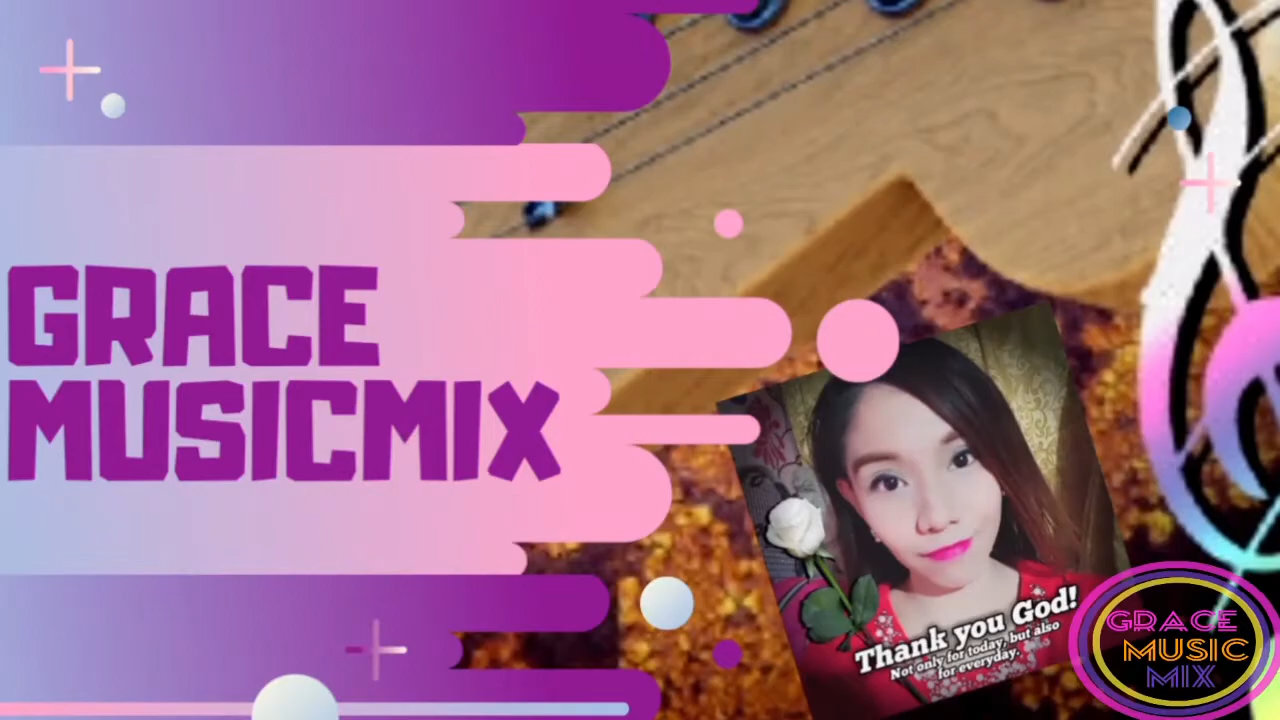 GRACE
MUSICMIX
Thank you God!
Not only for today, but also
for everyday.
GRACE
MUSIC
MIX